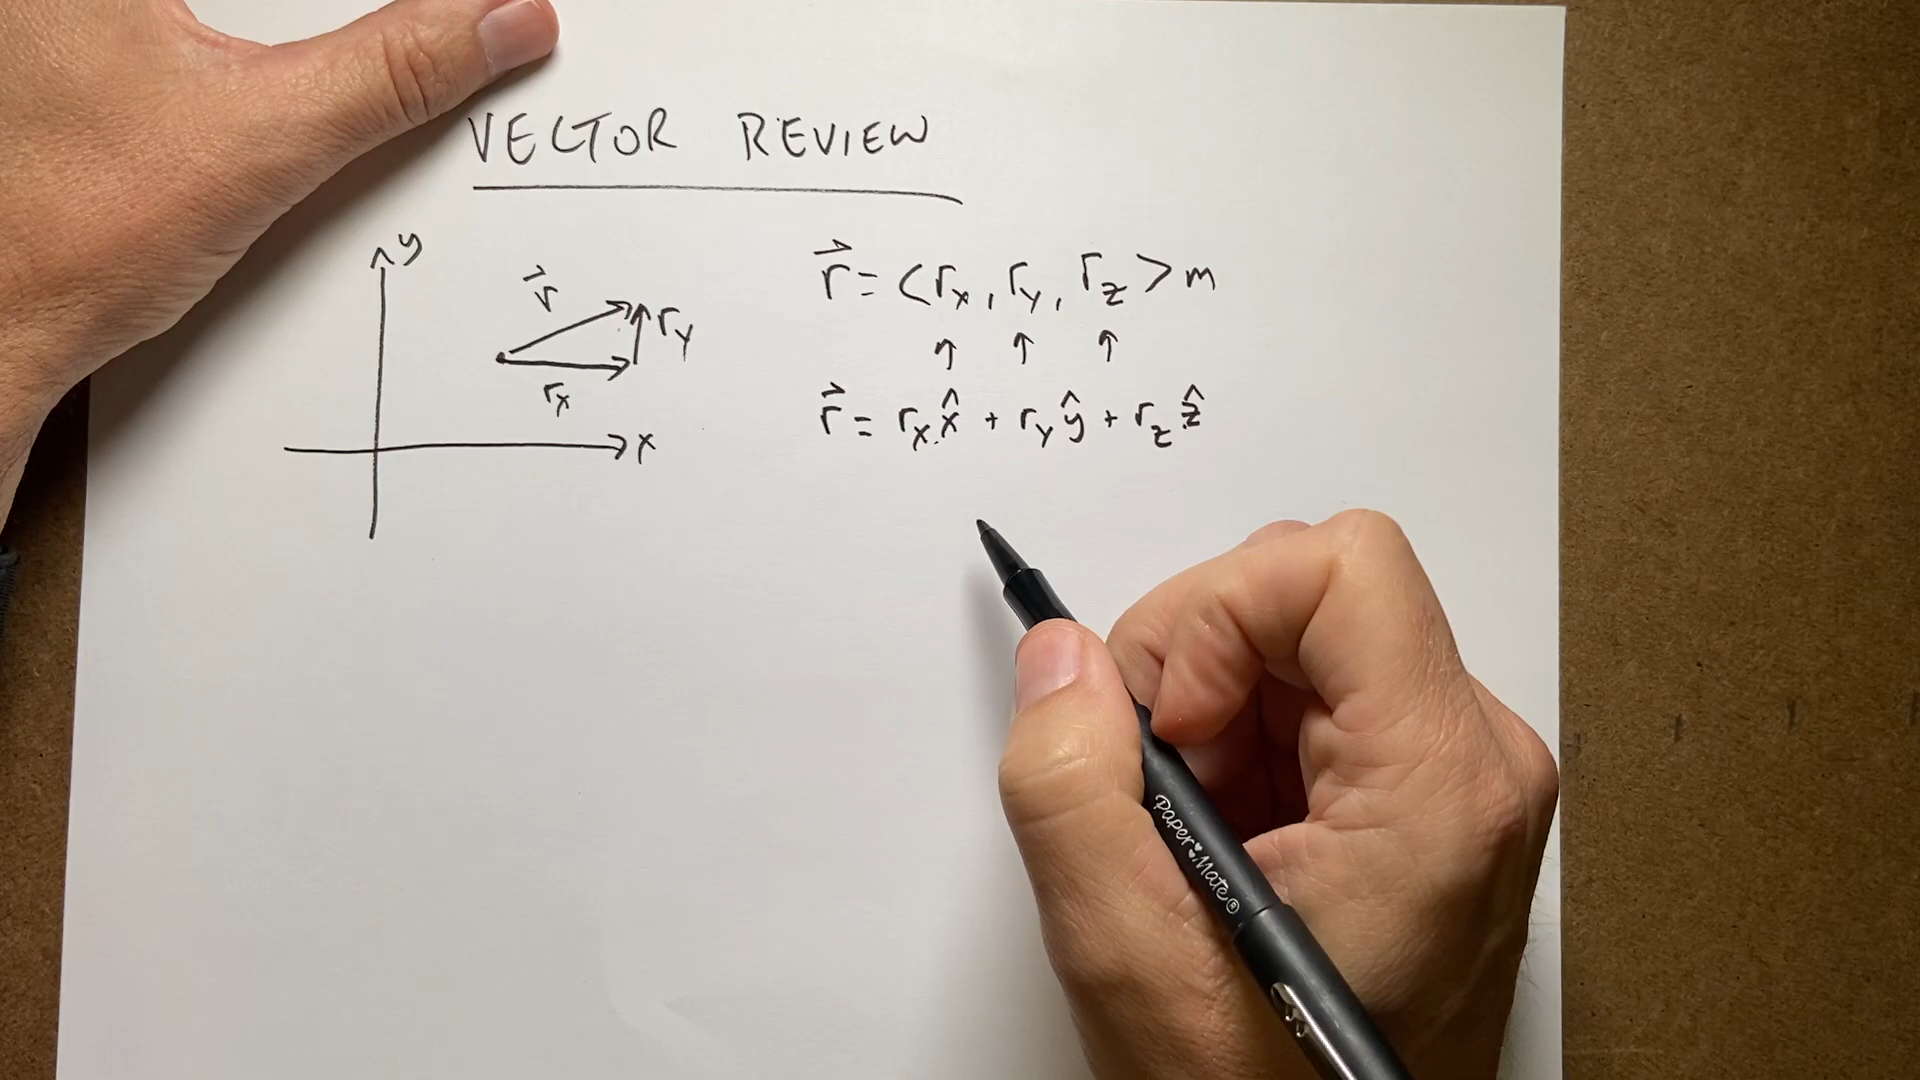 VECTOR REVIEW
y
r⃗
r_y
r_x
x
r⃗ = <r_x, r_y, r_z> m
↑ ↑ ↑
r⃗ = r_x x̂ + r_y ŷ + r_z ẑ
Paper Mate®